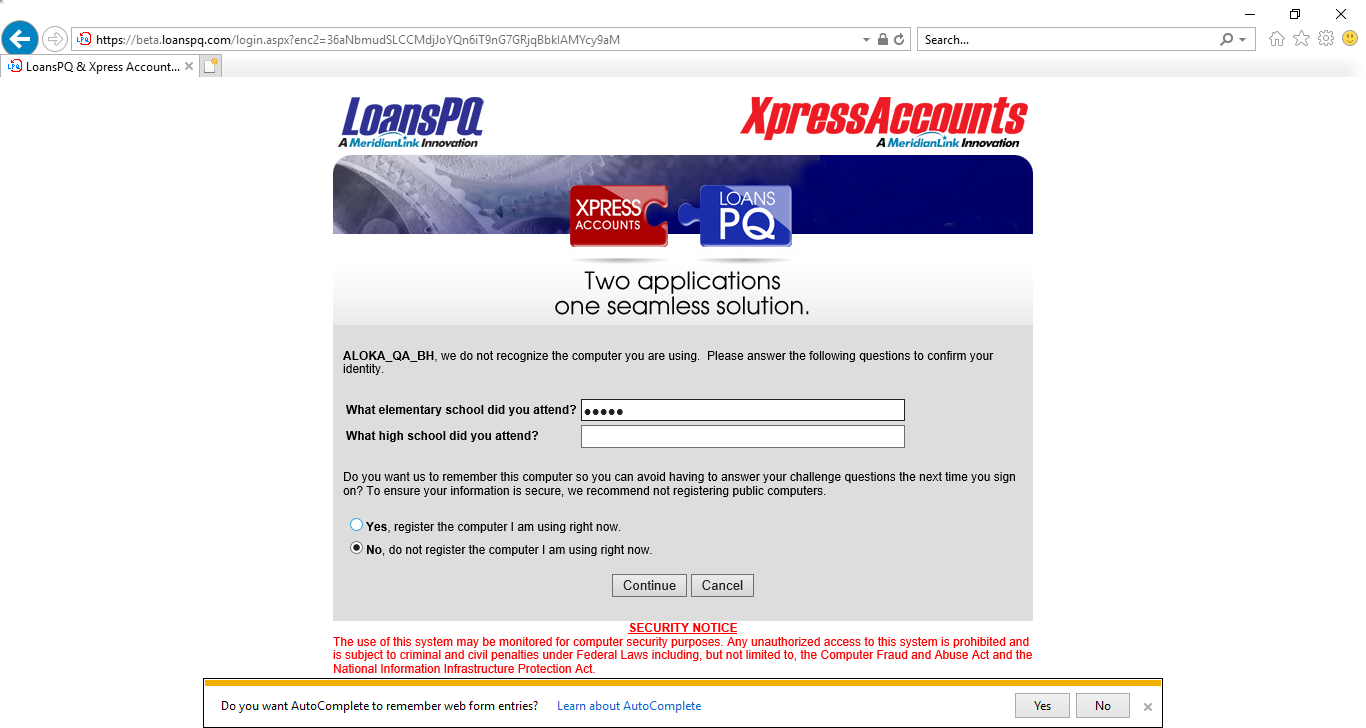 https://beta.loanspq.com/login.aspx?enc2=36aNbmudSLCCMdjJoYQn6iT9nG7GRjqBbkIAMYcy9aM
Search...
LPQ LoansPQ & Xpress Account...
LoansPQ XpressAccounts
A MeridianLink Innovation A MeridianLink Innovation
XPRESS ACCOUNTS LOANS PQ
Two applications
one seamless solution.
ALOKA_QA_BH, we do not recognize the computer you are using. Please answer the following questions to confirm your
identity.
What elementary school did you attend? •••••
What high school did you attend?
Do you want us to remember this computer so you can avoid having to answer your challenge questions the next time you sign
on? To ensure your information is secure, we recommend not registering public computers.
Yes, register the computer I am using right now.
No, do not register the computer I am using right now.
Continue Cancel
SECURITY NOTICE
The use of this system may be monitored for computer security purposes. Any unauthorized access to this system is prohibited and
is subject to criminal and civil penalties under Federal Laws including, but not limited to, the Computer Fraud and Abuse Act and the
National Information Infrastructure Protection Act.
Do you want AutoComplete to remember web form entries? Learn about AutoComplete Yes No